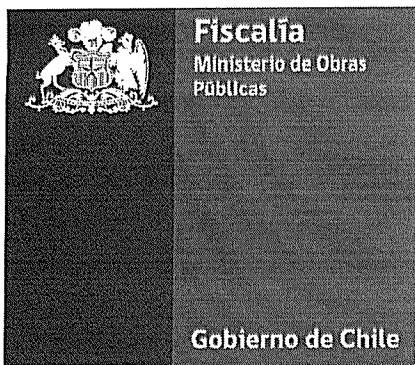 Fiscalía
Ministerio de Obras
Públicas
Gobierno de Chile